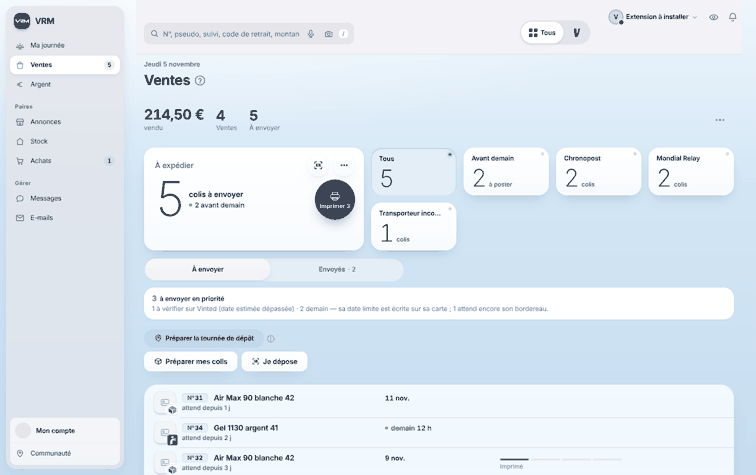 VRM VRM
Ma journée
Ventes 5
Argent
Paires
Annonces
Stock
Achats 1
Gérer
Messages
E-mails
Mon compte
Communauté
N°, pseudo, suivi, code de retrait, montan /
Tous
V Extension à installer
Jeudi 5 novembre
Ventes ?
214,50 € 4 5
vendu Ventes À envoyer
À expédier
5 colis à envoyer
2 avant demain
Imprimer 3
Tous
5
Avant demain
2 à poster
Chronopost
2 colis
Mondial Relay
2 colis
Transporteur inco...
1 colis
À envoyer Envoyés · 2
3 à envoyer en priorité
1 à vérifier sur Vinted (date estimée dépassée) · 2 demain — sa date limite est écrite sur sa carte ; 1 attend encore son bordereau.
Préparer la tournée de dépôt
Préparer mes colis Je dépose
N°31 Air Max 90 blanche 42 11 nov.
attend depuis 1 j
N°34 Gel 1130 argent 41 demain 12 h
attend depuis 2 j
N°32 Air Max 90 blanche 42 9 nov.
attend depuis 3 j Imprimé